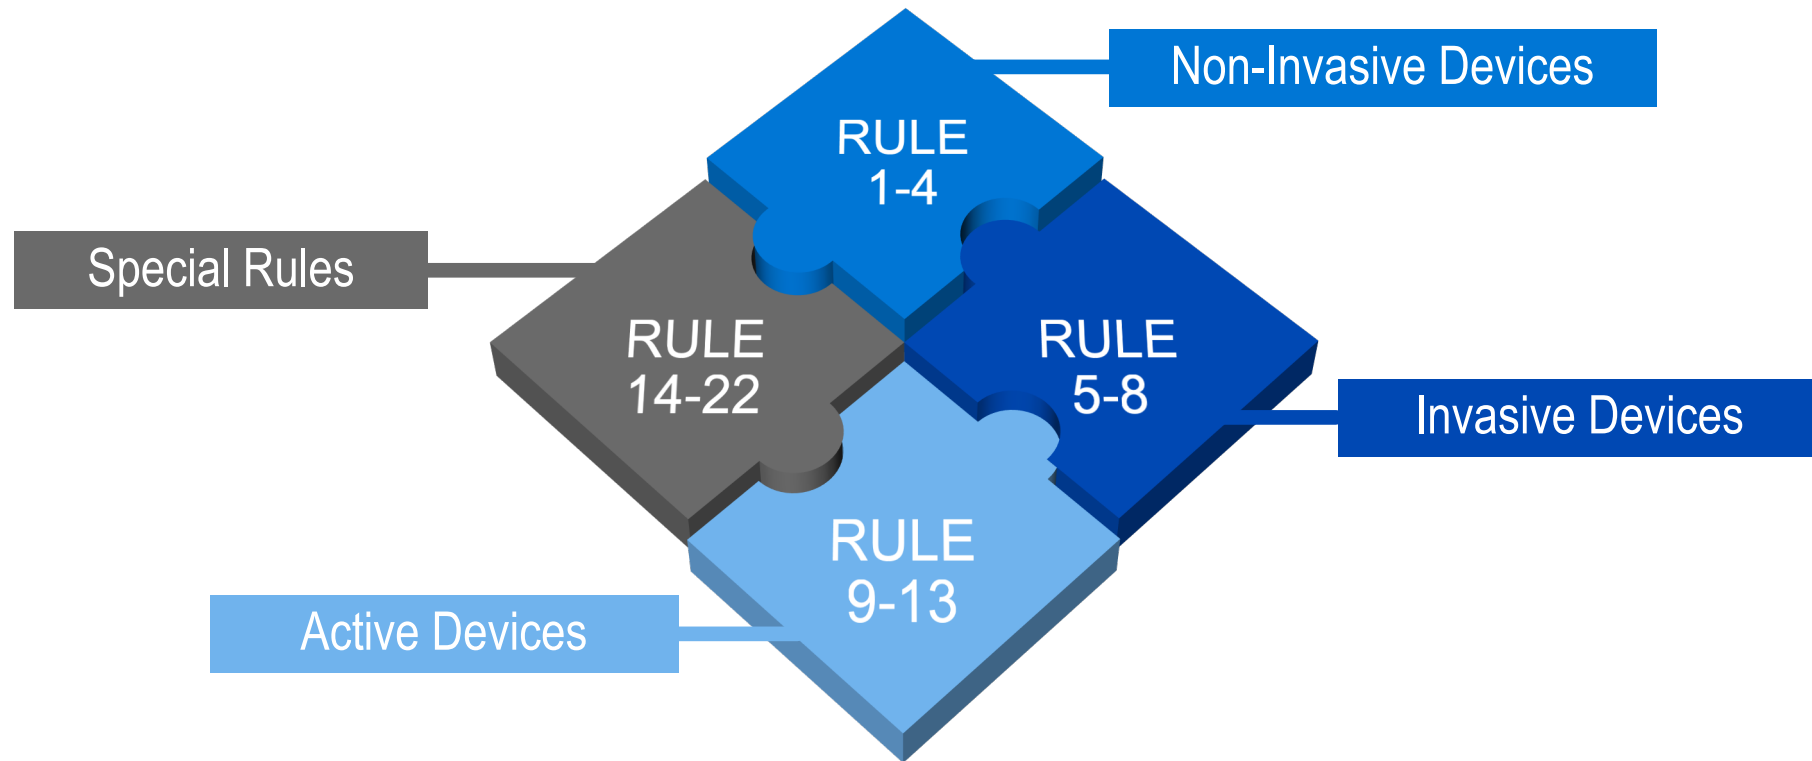 Non-Invasive Devices
RULE
1-4
Special Rules
RULE
14-22
RULE
5-8
Invasive Devices
RULE
9-13
Active Devices